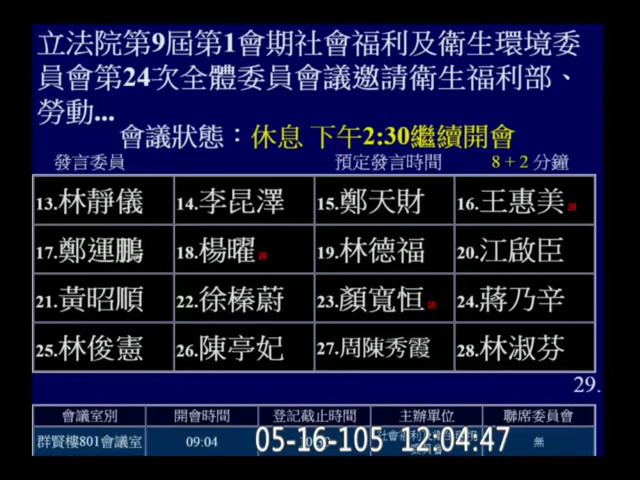 立法院第9屆第1會期社會福利及衛生環境委
員會第24次全體委員會議邀請衛生福利部、
勞動...
會議狀態：休息 下午2:30繼續開會
發言委員 預定發言時間 8 + 2 分鐘
13.林靜儀 14.李昆澤 15.鄭天財 16.王惠美
17.鄭運鵬 18.楊曜 19.林德福 20.江啟臣
21.黃昭順 22.徐榛蔚 23.顏寬恒 24.蔣乃辛
25.林俊憲 26.陳亭妃 27.周陳秀霞 28.林淑芬
29.
會議室別 開會時間 登記截止時間 主辦單位 聯席委員會
群賢樓801會議室 09:04 無
05-16-105 12:04:47